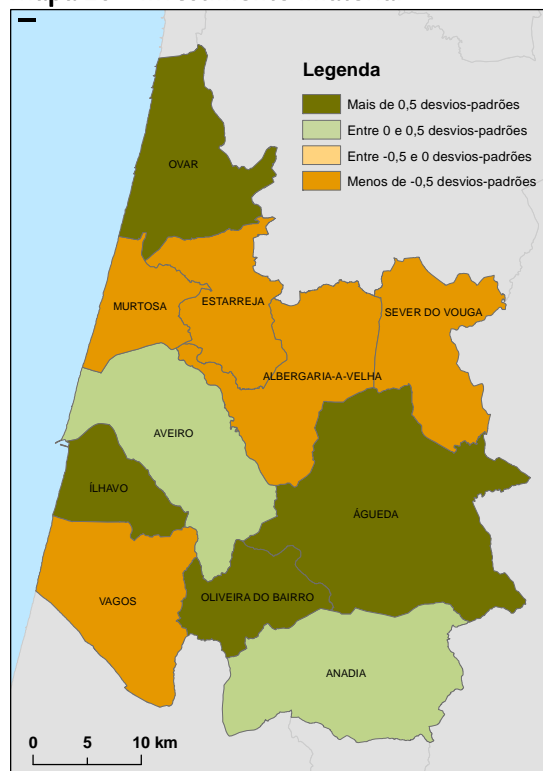 Legenda
Mais de 0,5 desvios-padrões
Entre 0 e 0,5 desvios-padrões
Entre -0,5 e 0 desvios-padrões
Menos de -0,5 desvios-padrões
OVAR
MURTOSA
ESTARREJA
SEVER DO VOUGA
ALBERGARIA-A-VELHA
AVEIRO
ÍLHAVO
ÁGUEDA
VAGOS
OLIVEIRA DO BAIRRO
ANADIA
0 5 10 km